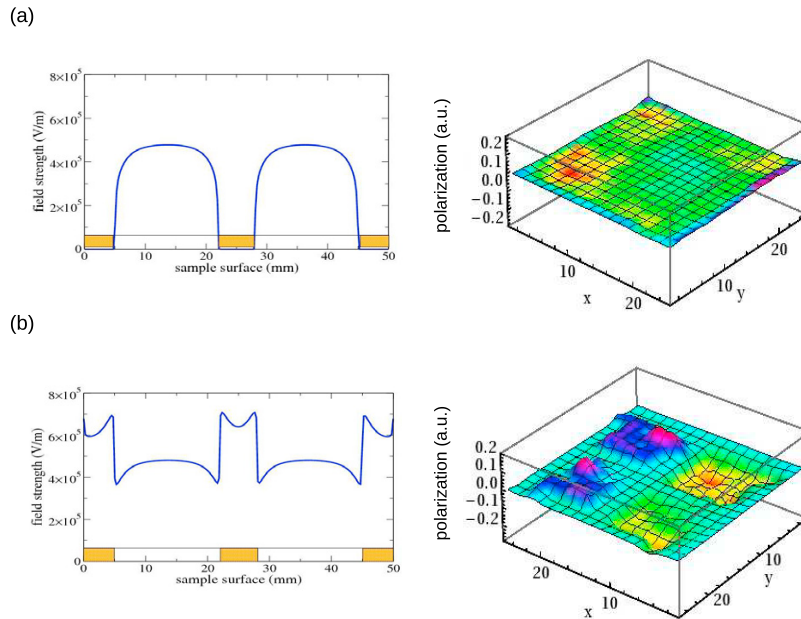 (a)
8×10⁵
6×10⁵
4×10⁵
2×10⁵
0
field strength (V/m)
0 10 20 30 40 50
sample surface (mm)
polarization (a.u.)
0.2
0.1
0.0
−0.1
−0.2
10
20
x
10
20
y
(b)
8×10⁵
6×10⁵
4×10⁵
2×10⁵
0
field strength (V/m)
0 10 20 30 40 50
sample surface (mm)
polarization (a.u.)
0.2
0.1
0.0
−0.1
−0.2
20
10
x
10
20
y